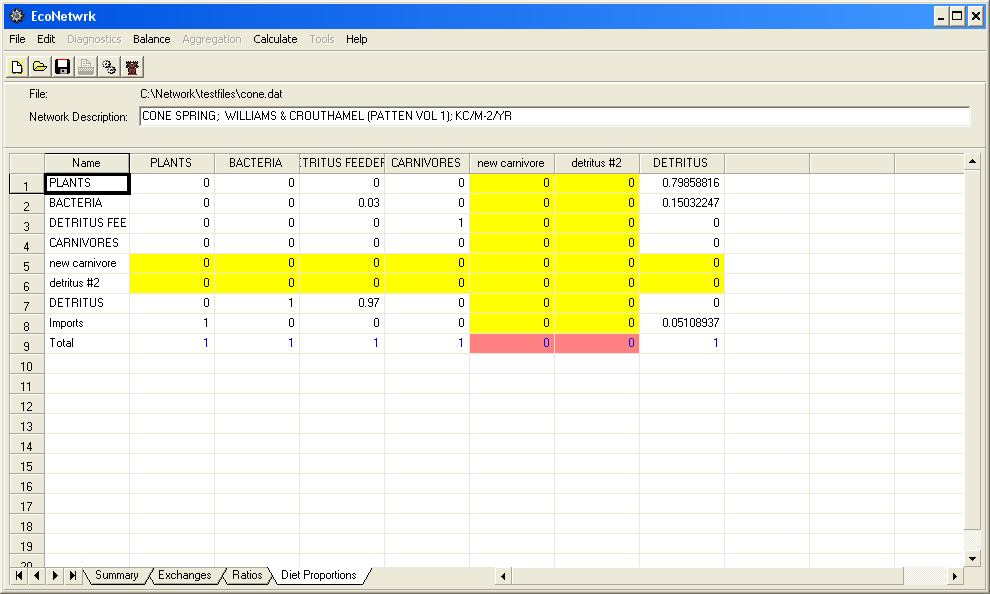 EcoNetwrk
File Edit Diagnostics Balance Aggregation Calculate Tools Help
File: C:\Network\testfiles\cone.dat
Network Description: CONE SPRING; WILLIAMS & CROUTHAMEL (PATTEN VOL 1); KC/M-2/YR
Name PLANTS BACTERIA TRITUS FEEDER CARNIVORES new carnivore detritus #2 DETRITUS
1 PLANTS 0 0 0 0 0 0 0.79858816
2 BACTERIA 0 0 0.03 0 0 0 0.15032247
3 DETRITUS FEE 0 0 0 1 0 0 0
4 CARNIVORES 0 0 0 0 0 0 0
5 new carnivore 0 0 0 0 0 0 0
6 detritus #2 0 0 0 0 0 0 0
7 DETRITUS 0 1 0.97 0 0 0 0
8 Imports 1 0 0 0 0 0 0.05108937
9 Total 1 1 1 1 0 0 1
10
11
12
13
14
15
16
17
18
19
20
Summary Exchanges Ratios Diet Proportions